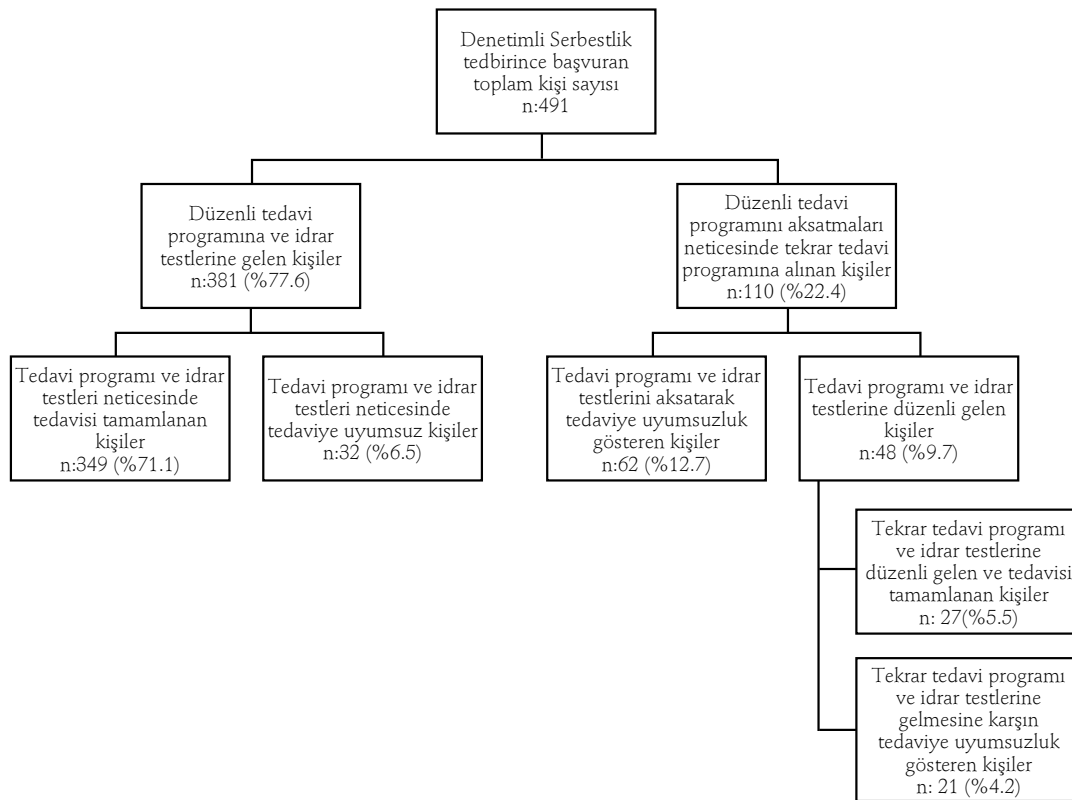 Denetimli Serbestlik
tedbirince başvuran
toplam kişi sayısı
n:491
Düzenli tedavi
programına ve idrar
testlerine gelen kişiler
n:381 (%77.6)
Düzenli tedavi
programını aksatmaları
neticesinde tekrar tedavi
programına alınan kişiler
n:110 (%22.4)
Tedavi programı ve idrar
testleri neticesinde
tedavisi tamamlanan
kişiler
n:349 (%71.1)
Tedavi programı ve idrar
testleri neticesinde
tedaviye uyumsuz kişiler
n:32 (%6.5)
Tedavi programı ve idrar
testlerini aksatarak
tedaviye uyumsuzluk
gösteren kişiler
n:62 (%12.7)
Tedavi programı ve idrar
testlerine düzenli gelen
kişiler
n:48 (%9.7)
Tekrar tedavi programı
ve idrar testlerine
düzenli gelen ve tedavisi
tamamlanan kişiler
n: 27(%5.5)
Tekrar tedavi programı
ve idrar testlerine
gelmesine karşın
tedaviye uyumsuzluk
gösteren kişiler
n: 21 (%4.2)